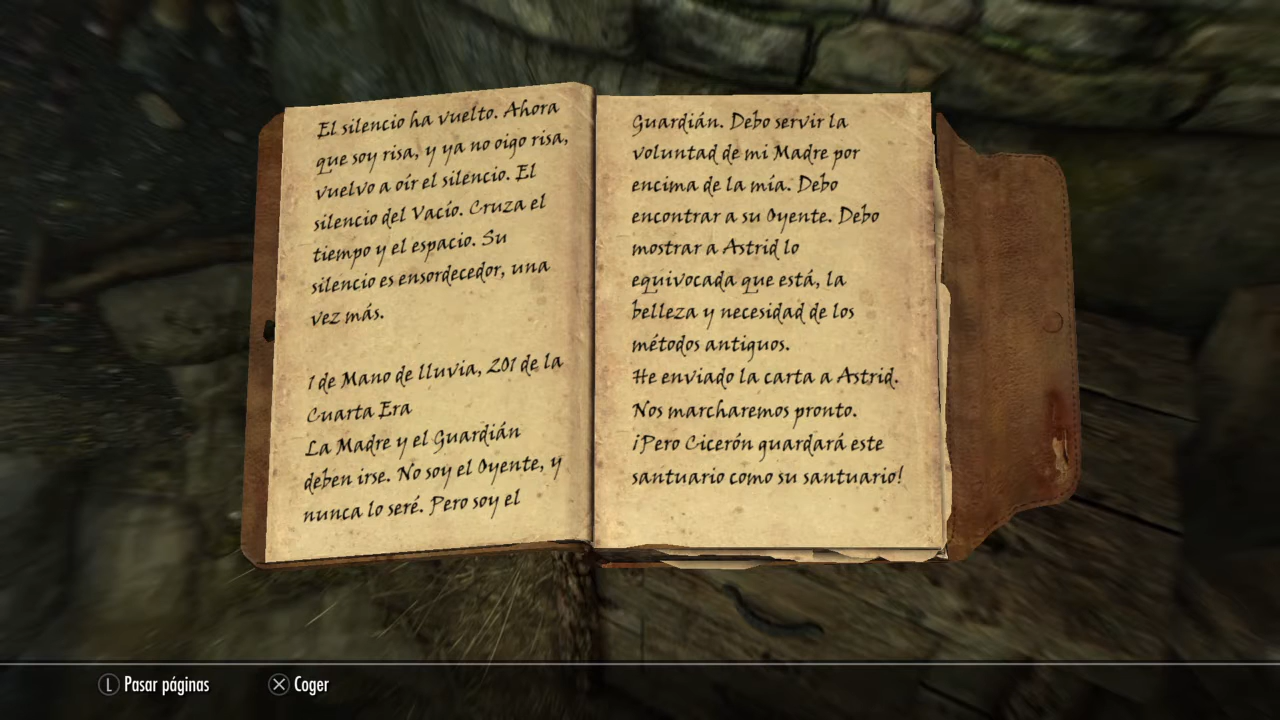 El silencio ha vuelto. Ahora
que soy risa, y ya no oigo risa,
vuelvo a oír el silencio. El
silencio del Vacío. Cruza el
tiempo y el espacio. Su
silencio es ensordecedor, una
vez más.
1 de Mano de lluvia, 201 de la
Cuarta Era
La Madre y el Guardián
deben irse. No soy el Oyente, y
nunca lo seré. Pero soy el
Guardián. Debo servir la
voluntad de mi Madre por
encima de la mía. Debo
encontrar a su Oyente. Debo
mostrar a Astrid lo
equivocada que está, la
belleza y necesidad de los
métodos antiguos.
He enviado la carta a Astrid.
Nos marcharemos pronto.
¡Pero Cicerón guardará este
santuario como su santuario!
L Pasar páginas
X Coger